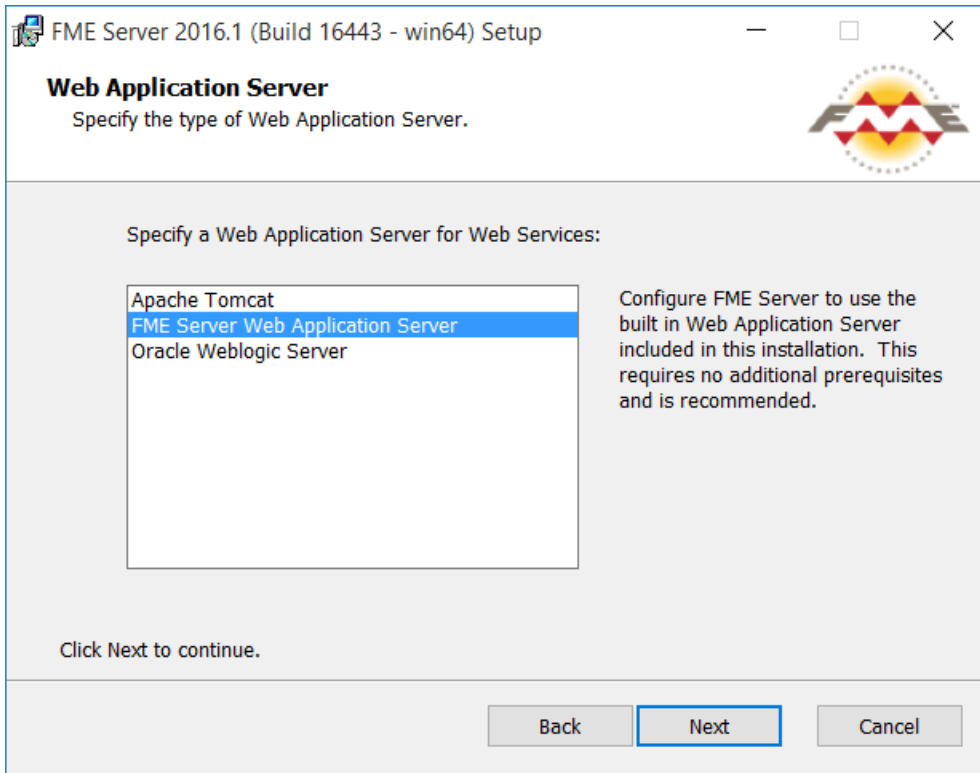 FME Server 2016.1 (Build 16443 - win64) Setup
Web Application Server
Specify the type of Web Application Server.
FME
Specify a Web Application Server for Web Services:
Apache Tomcat
FME Server Web Application Server
Oracle Weblogic Server
Configure FME Server to use the
built in Web Application Server
included in this installation.  This
requires no additional prerequisites
and is recommended.
Click Next to continue.
Back
Next
Cancel